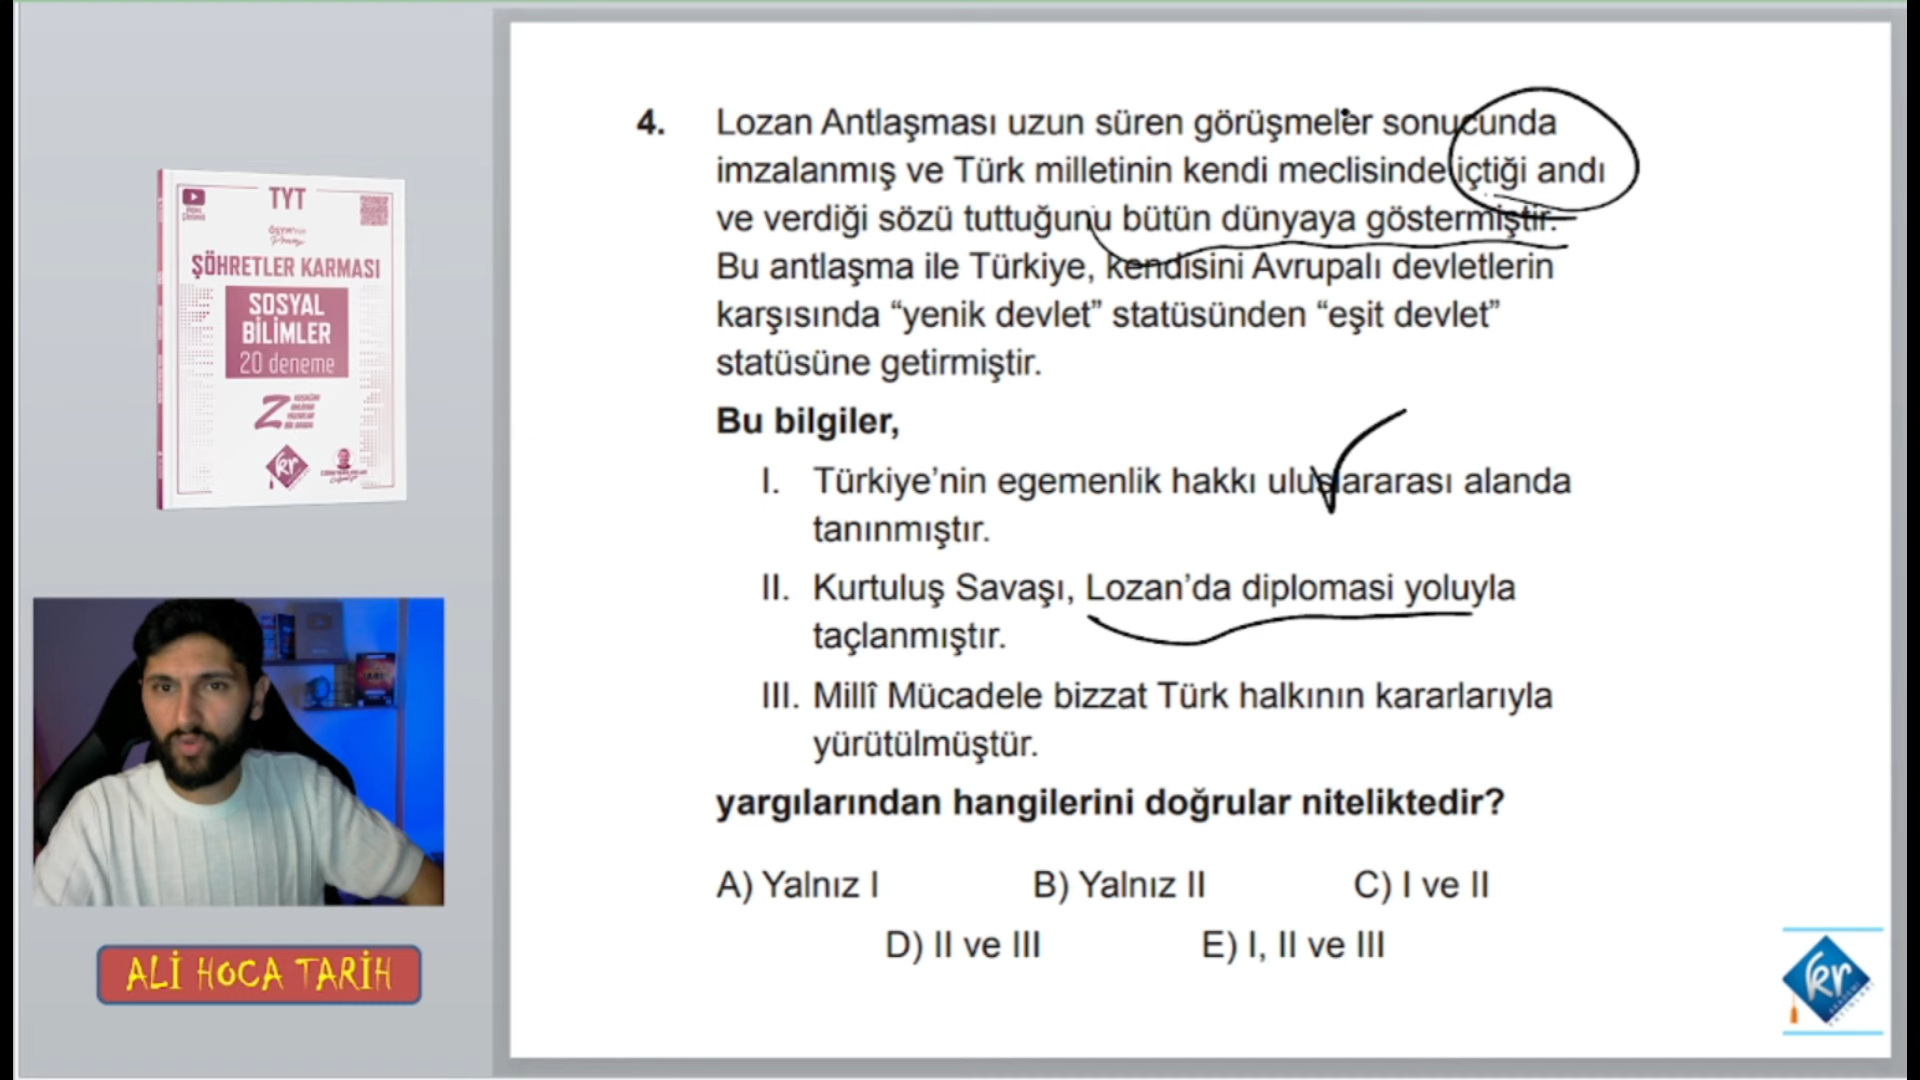 TYT
ÖSYM'nin
ŞÖHRETLER KARMASI
SOSYAL
BİLİMLER
20 deneme
kr
ALİ HOCA TARİH
4. Lozan Antlaşması uzun süren görüşmeler sonucunda
imzalanmış ve Türk milletinin kendi meclisinde içtiği andı
ve verdiği sözü tuttuğunu bütün dünyaya göstermiştir.
Bu antlaşma ile Türkiye, kendisini Avrupalı devletlerin
karşısında “yenik devlet” statüsünden “eşit devlet”
statüsüne getirmiştir.
Bu bilgiler,
I. Türkiye’nin egemenlik hakkı uluslararası alanda
tanınmıştır.
II. Kurtuluş Savaşı, Lozan’da diplomasi yoluyla
taçlanmıştır.
III. Millî Mücadele bizzat Türk halkının kararlarıyla
yürütülmüştür.
yargılarından hangilerini doğrular niteliktedir?
A) Yalnız I B) Yalnız II C) I ve II
D) II ve III E) I, II ve III
kr